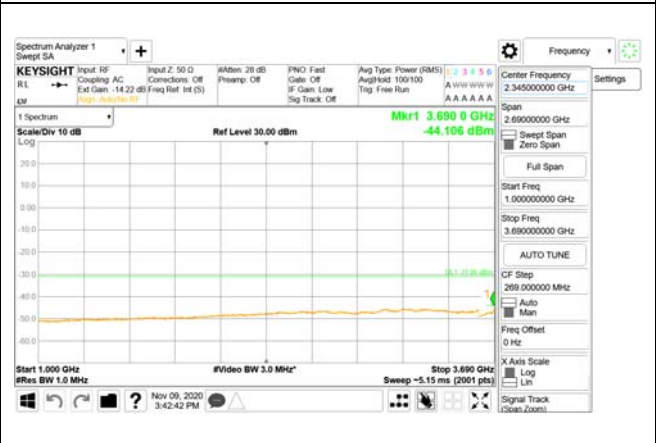 Spectrum Analyzer 1
Swept SA
Frequency
KEYSIGHT
RL
Input: RF
Coupling: AC
Ext Gain: -14.22 dB
Align: Auto/No RF
Input Z: 50 Ω
Corrections: Off
Freq Ref: Int (S)
#Atten: 28 dB
Preamp: Off
PNO: Fast
Gate: Off
IF Gain: Low
Sig Track: Off
Avg Type: Power (RMS)
Avg|Hold: 100/100
Trig: Free Run
1 2 3 4 5 6
A W W W W W
A A A A A A
1 Spectrum
Scale/Div 10 dB
Log
Ref Level 30.00 dBm
Mkr1 3.690 0 GHz
-44.106 dBm
20.0
10.0
0.00
-10.0
-20.0
-30.0
-40.0
-50.0
-60.0
1
Start 1.000 GHz
#Res BW 1.0 MHz
#Video BW 3.0 MHz*
Stop 3.690 GHz
Sweep ~5.15 ms (2001 pts)
Nov 09, 2020
3:42:42 PM
Center Frequency
2.345000000 GHz
Settings
Span
2.69000000 GHz
Swept Span
Zero Span
Full Span
Start Freq
1.000000000 GHz
Stop Freq
3.690000000 GHz
AUTO TUNE
CF Step
269.000000 MHz
Auto
Man
Freq Offset
0 Hz
X Axis Scale
Log
Lin
Signal Track
(Span Zoom)